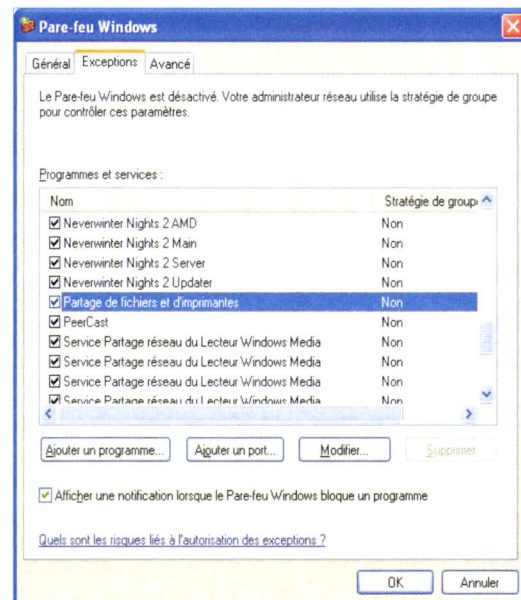 Pare-feu Windows
Général Exceptions Avancé
Le Pare-feu Windows est désactivé. Votre administrateur réseau utilise la stratégie de groupe
pour contrôler ces paramètres.
Programmes et services :
Nom Stratégie de groupe
Neverwinter Nights 2 AMD Non
Neverwinter Nights 2 Main Non
Neverwinter Nights 2 Server Non
Neverwinter Nights 2 Updater Non
Partage de fichiers et d'imprimantes Non
PeerCast Non
Service Partage réseau du Lecteur Windows Media Non
Service Partage réseau du Lecteur Windows Media Non
Service Partage réseau du Lecteur Windows Media Non
Service Partage réseau du Lecteur Windows Media Non
Ajouter un programme... Ajouter un port... Modifier... Supprimer
Afficher une notification lorsque le Pare-feu Windows bloque un programme
Quels sont les risques liés à l'autorisation des exceptions ?
OK Annuler